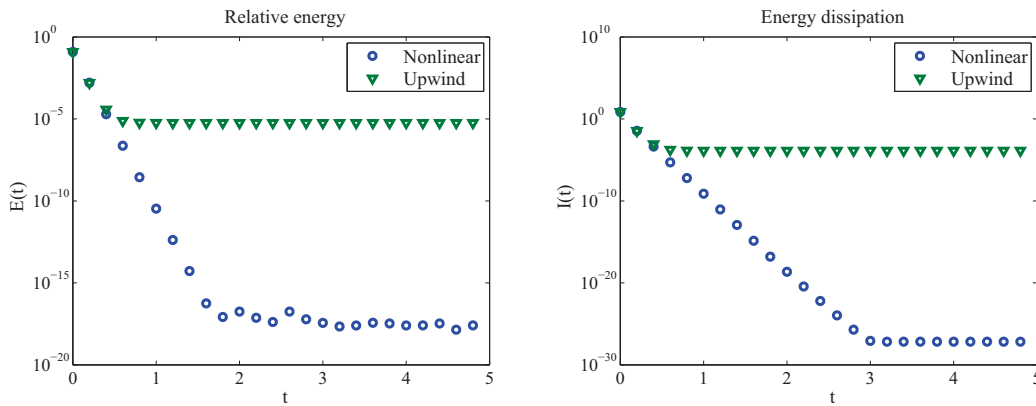 Relative energy
10^0
10^−5
10^−10
10^−15
10^−20
E(t)
0 1 2 3 4 5
t
Nonlinear
Upwind
Energy dissipation
10^10
10^0
10^−10
10^−20
10^−30
I(t)
0 1 2 3 4 5
t
Nonlinear
Upwind